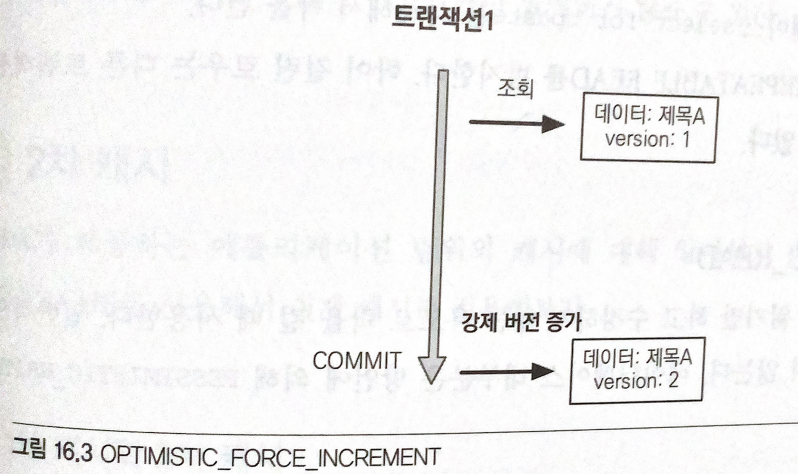 트랜잭션1
조회
데이터: 제목A
version: 1
강제 버전 증가
COMMIT
데이터: 제목A
version: 2
그림 16.3 OPTIMISTIC_FORCE_INCREMENT